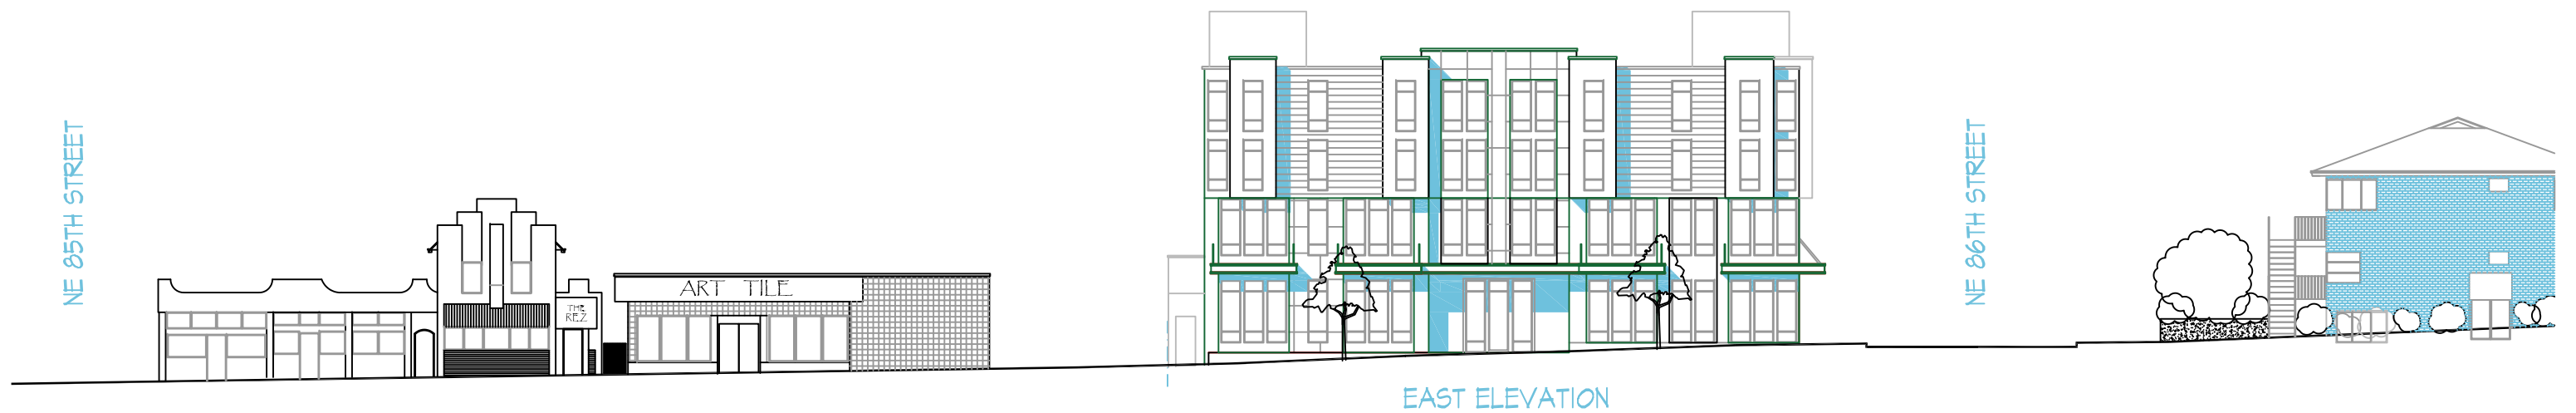 NE 85TH STREET
THE
REZ
ART TILE
NE 86TH STREET
EAST ELEVATION